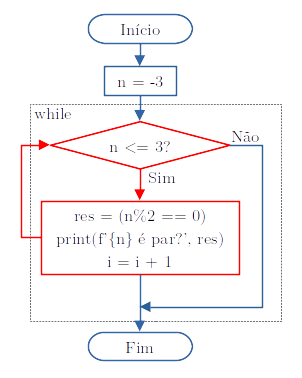 Início
n = -3
while
n <= 3?
Não
Sim
res = (n%2 == 0)
print(f'{n} é par?', res)
i = i + 1
Fim